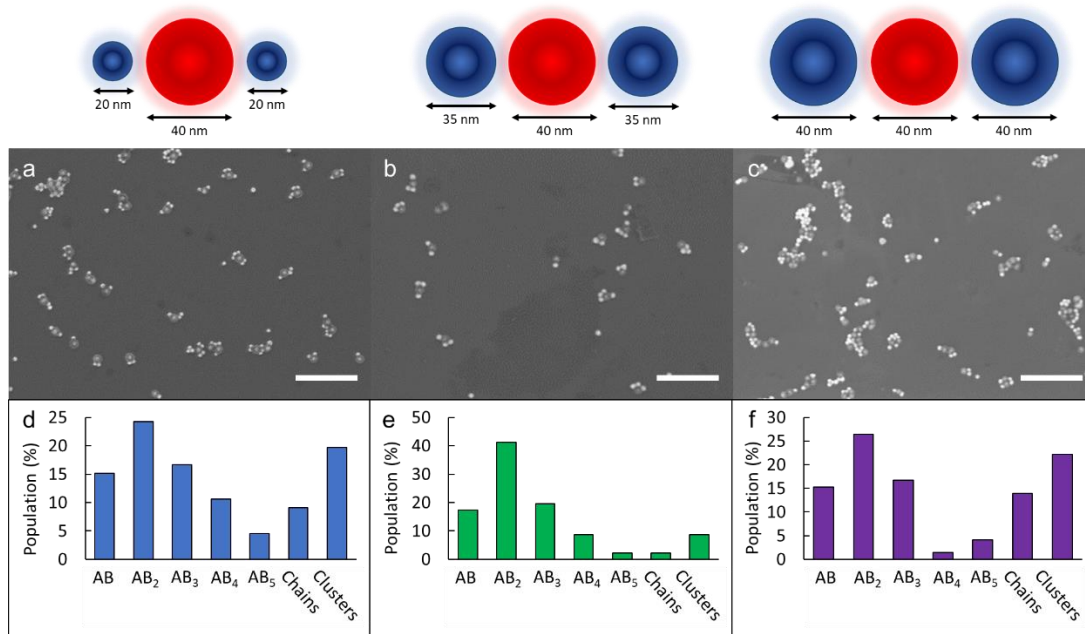 20 nm
40 nm
20 nm
35 nm
40 nm
35 nm
40 nm
40 nm
40 nm
a
b
c
d
Population (%)
25
20
15
10
5
0
AB
AB₂
AB₃
AB₄
AB₅
Chains
Clusters
e
Population (%)
50
40
30
20
10
0
AB
AB₂
AB₃
AB₄
AB₅
Chains
Clusters
f
Population (%)
30
25
20
15
10
5
0
AB
AB₂
AB₃
AB₄
AB₅
Chains
Clusters